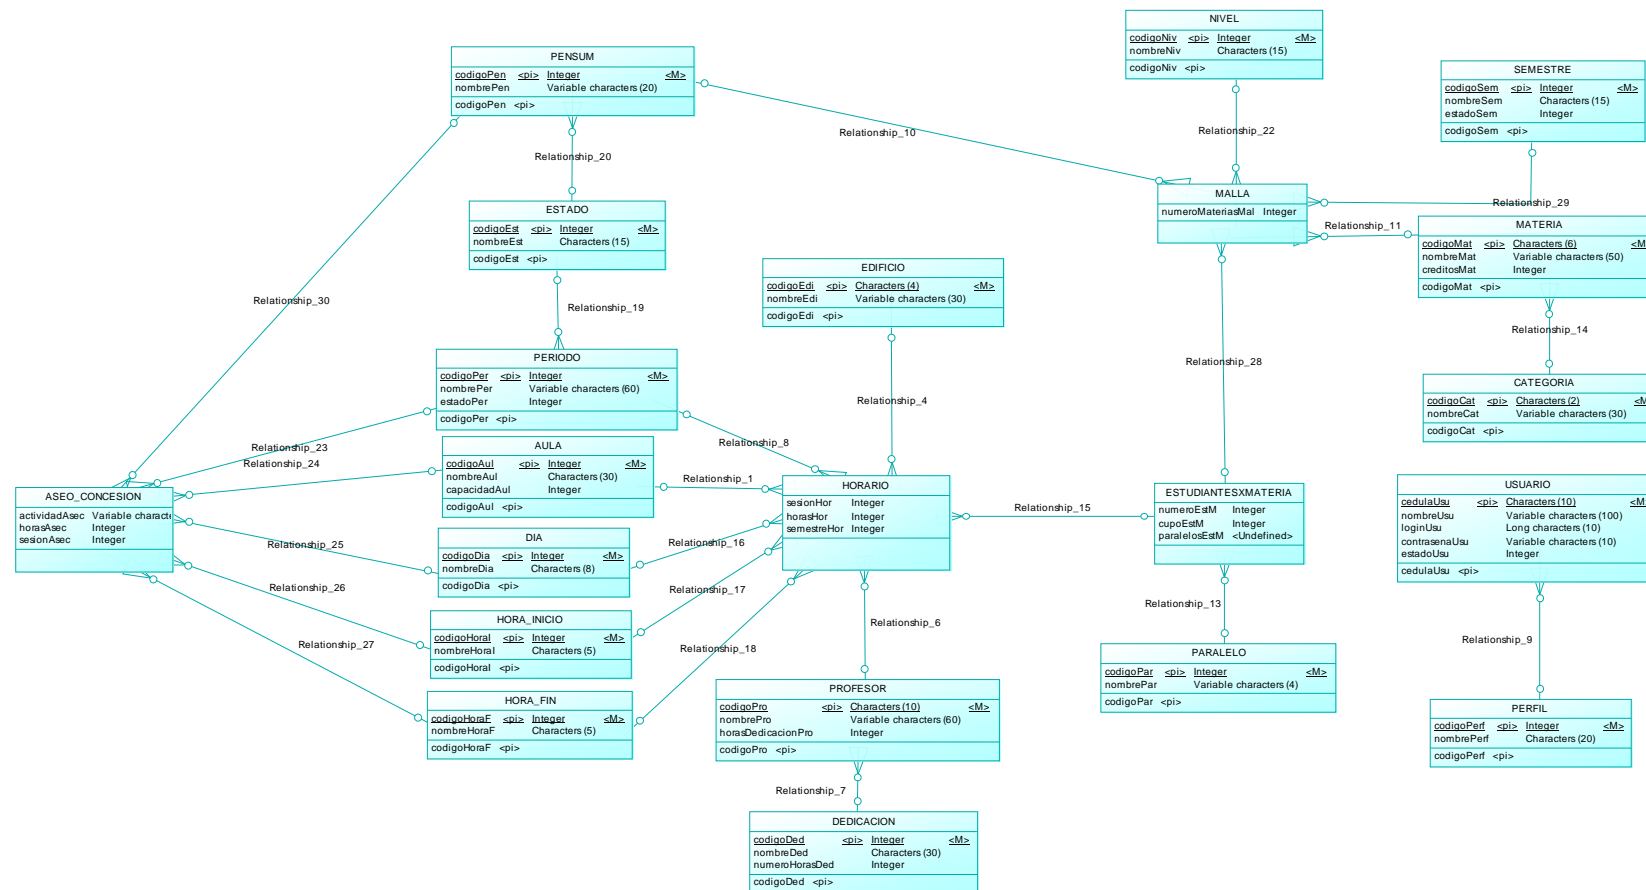 NIVEL
codigoNiv <pi> Integer <M>
nombreNiv Characters (15)
codigoNiv <pi>
PENSUM
codigoPen <pi> Integer <M>
nombrePen Variable characters (20)
codigoPen <pi>
SEMESTRE
codigoSem <pi> Integer <M>
nombreSem Characters (15)
estadoSem Integer
codigoSem <pi>
Relationship_10
Relationship_22
Relationship_20
MALLA
numeroMateriasMal Integer
Relationship_29
Relationship_11
ESTADO
codigoEst <pi> Integer <M>
nombreEst Characters (15)
codigoEst <pi>
MATERIA
codigoMat <pi> Characters (6) <M
nombreMat Variable characters (50)
creditosMat Integer
codigoMat <pi>
EDIFICIO
codigoEdi <pi> Characters (4) <M>
nombreEdi Variable characters (30)
codigoEdi <pi>
Relationship_30
Relationship_19
Relationship_14
Relationship_28
PERIODO
codigoPer <pi> Integer <M>
nombrePer Variable characters (60)
estadoPer Integer
codigoPer <pi>
CATEGORIA
codigoCat <pi> Characters (2) <M
nombreCat Variable characters (30)
codigoCat <pi>
Relationship_4
Relationship_23
Relationship_24
Relationship_8
AULA
codigoAul <pi> Integer <M>
nombreAul Characters (30)
capacidadAul Integer
codigoAul <pi>
Relationship_1
HORARIO
sesionHor Integer
horasHor Integer
semestreHor Integer
ASEO_CONCESION
actividadAsec Variable characte
horasAsec Integer
sesionAsec Integer
ESTUDIANTESXMATERIA
numeroEstM Integer
cupoEstM Integer
paralelosEstM <Undefined>
USUARIO
cedulaUsu <pi> Characters (10) <M
nombreUsu Variable characters (100)
loginUsu Long characters (10)
contrasenaUsu Variable characters (10)
estadoUsu Integer
cedulaUsu <pi>
Relationship_15
Relationship_25
Relationship_16
DIA
codigoDia <pi> Integer <M>
nombreDia Characters (8)
codigoDia <pi>
Relationship_26
Relationship_17
Relationship_13
HORA_INICIO
codigoHoraI <pi> Integer <M>
nombreHoraI Characters (5)
codigoHoraI <pi>
Relationship_6
Relationship_9
Relationship_27
Relationship_18
PARALELO
codigoPar <pi> Integer <M>
nombrePar Variable characters (4)
codigoPar <pi>
HORA_FIN
codigoHoraF <pi> Integer <M>
nombreHoraF Characters (5)
codigoHoraF <pi>
PROFESOR
codigoPro <pi> Characters (10) <M>
nombrePro Variable characters (60)
horasDedicacionPro Integer
codigoPro <pi>
PERFIL
codigoPerf <pi> Integer <M>
nombrePerf Characters (20)
codigoPerf <pi>
Relationship_7
DEDICACION
codigoDed <pi> Integer <M>
nombreDed Characters (30)
numeroHorasDed Integer
codigoDed <pi>